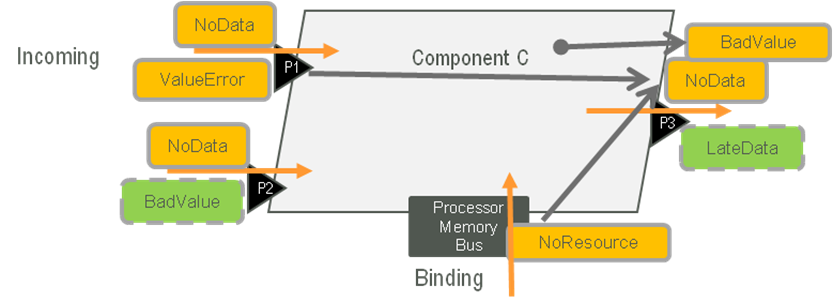 NoData
Incoming
P1
Component C
BadValue
ValueError
NoData
NoData
P3
LateData
P2
BadValue
Processor
Memory
Bus
NoResource
Binding